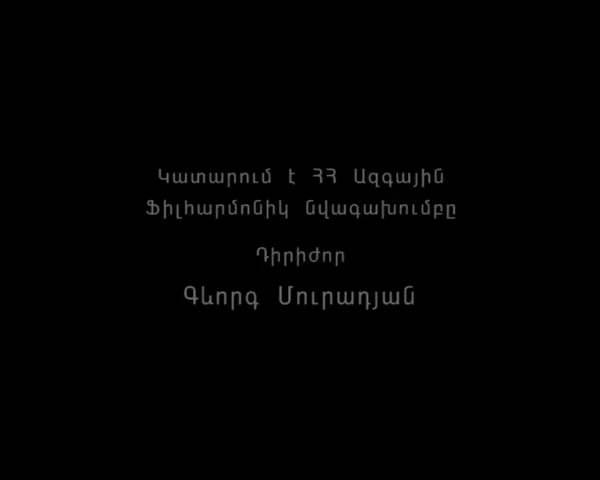 Կատարում է ՀՀ Ազգային
Ֆիլհարմոնիկ նվագախումբը
Դիրիժոր
Գևորգ Մուրադյան